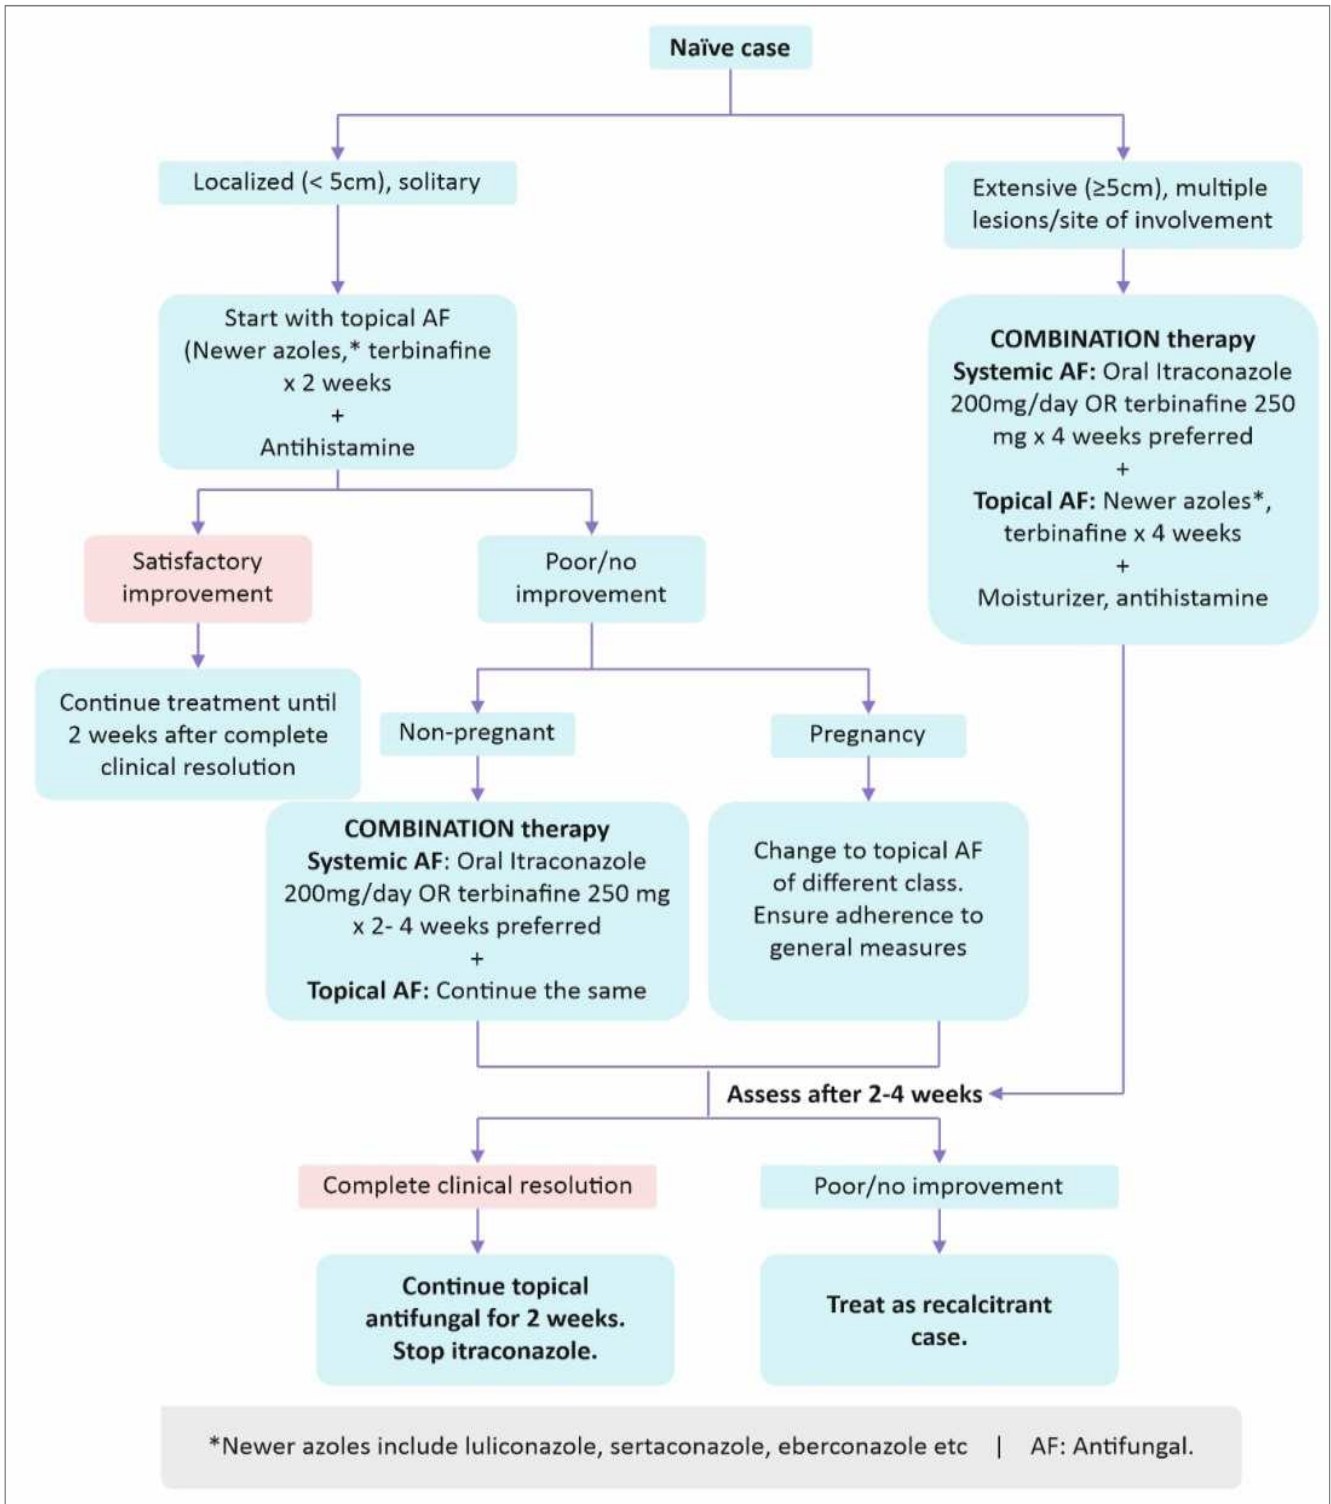 Naïve case
Localized (< 5cm), solitary
Extensive (≥5cm), multiple
lesions/site of involvement
Start with topical AF
(Newer azoles,* terbinafine
x 2 weeks
+
Antihistamine
COMBINATION therapy
Systemic AF: Oral Itraconazole
200mg/day OR terbinafine 250
mg x 4 weeks preferred
+
Topical AF: Newer azoles*,
terbinafine x 4 weeks
+
Moisturizer, antihistamine
Satisfactory
improvement
Poor/no
improvement
Continue treatment until
2 weeks after complete
clinical resolution
Non-pregnant
Pregnancy
COMBINATION therapy
Systemic AF: Oral Itraconazole
200mg/day OR terbinafine 250 mg
x 2- 4 weeks preferred
+
Topical AF: Continue the same
Change to topical AF
of different class.
Ensure adherence to
general measures
Assess after 2-4 weeks
Complete clinical resolution
Poor/no improvement
Continue topical
antifungal for 2 weeks.
Stop itraconazole.
Treat as recalcitrant
case.
*Newer azoles include luliconazole, sertaconazole, eberconazole etc | AF: Antifungal.